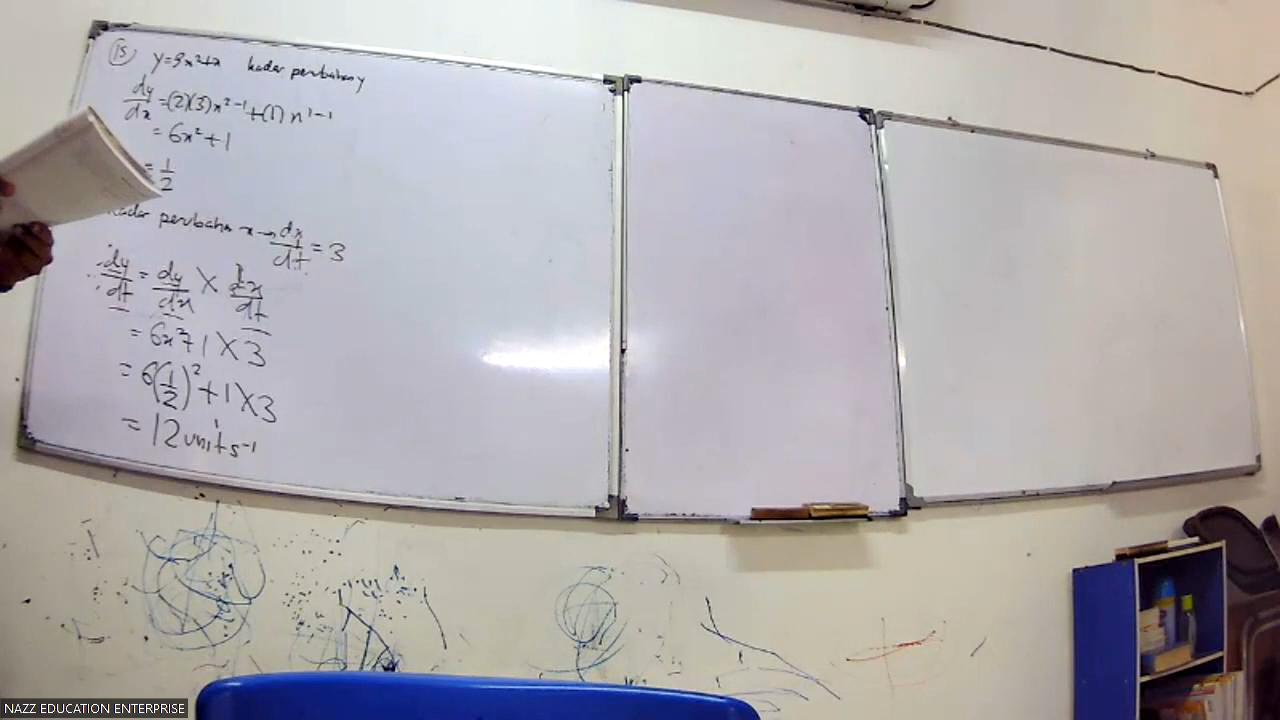 (15) y=3x²+x kadar perubahan y
dy/dx = (2)(3)x²⁻¹ + (1)x¹⁻¹
= 6x² + 1
= 1/2
kadar perubahan x → dx/dt = 3
∴ dy/dt = dy/dx × dx/dt
= 6x² + 1 × 3
= 6(1/2)² + 1 × 3
= 12 unit s⁻¹
NAZZ EDUCATION ENTERPRISE